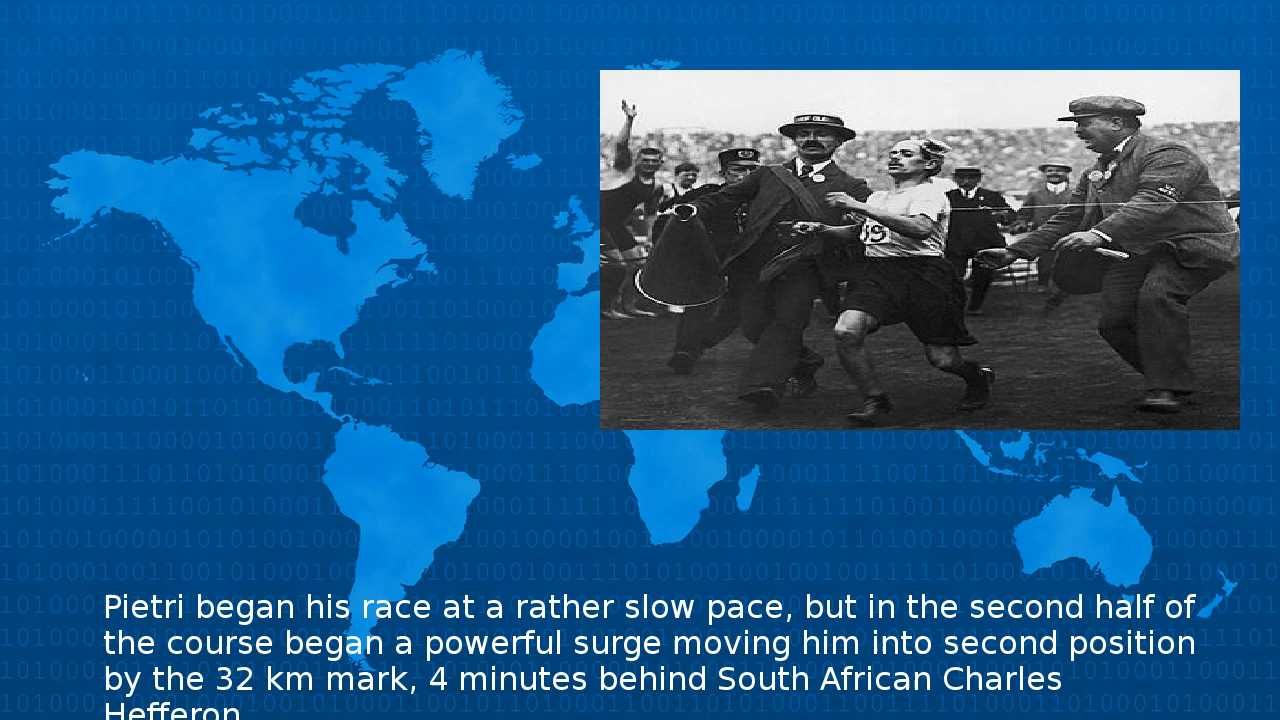 Pietri began his race at a rather slow pace, but in the second half of
the course began a powerful surge moving him into second position
by the 32 km mark, 4 minutes behind South African Charles
Hefferon